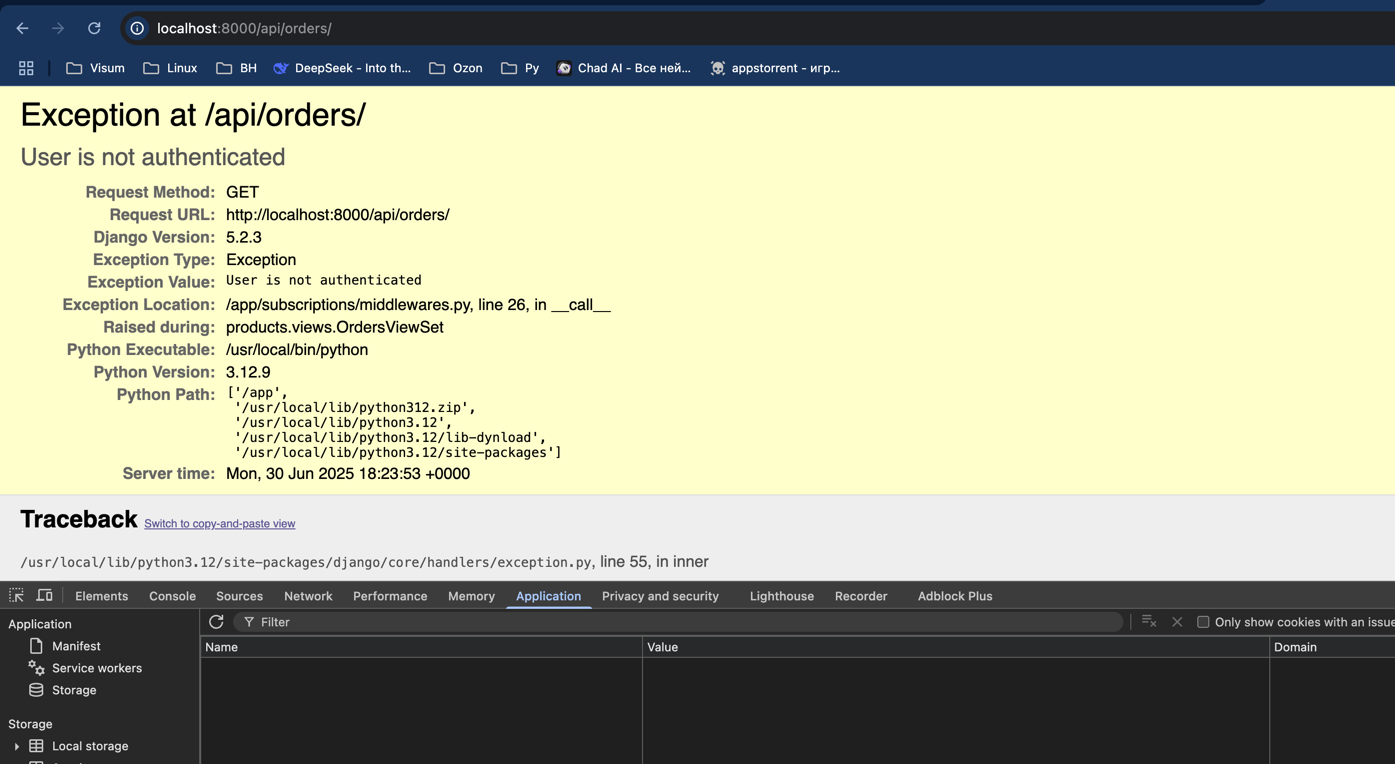 localhost:8000/api/orders/
Visum Linux BH DeepSeek - Into th... Ozon Py Chad AI - Все ней... appstorrent - игр...
Exception at /api/orders/
User is not authenticated
Request Method: GET
Request URL: http://localhost:8000/api/orders/
Django Version: 5.2.3
Exception Type: Exception
Exception Value: User is not authenticated
Exception Location: /app/subscriptions/middlewares.py, line 26, in __call__
Raised during: products.views.OrdersViewSet
Python Executable: /usr/local/bin/python
Python Version: 3.12.9
Python Path: ['/app',
'/usr/local/lib/python312.zip',
'/usr/local/lib/python3.12',
'/usr/local/lib/python3.12/lib-dynload',
'/usr/local/lib/python3.12/site-packages']
Server time: Mon, 30 Jun 2025 18:23:53 +0000
Traceback Switch to copy-and-paste view
/usr/local/lib/python3.12/site-packages/django/core/handlers/exception.py, line 55, in inner
Elements Console Sources Network Performance Memory Application Privacy and security Lighthouse Recorder Adblock Plus
Application
Filter
Only show cookies with an issue
Manifest
Name Value Domain
Service workers
Storage
Storage
Local storage